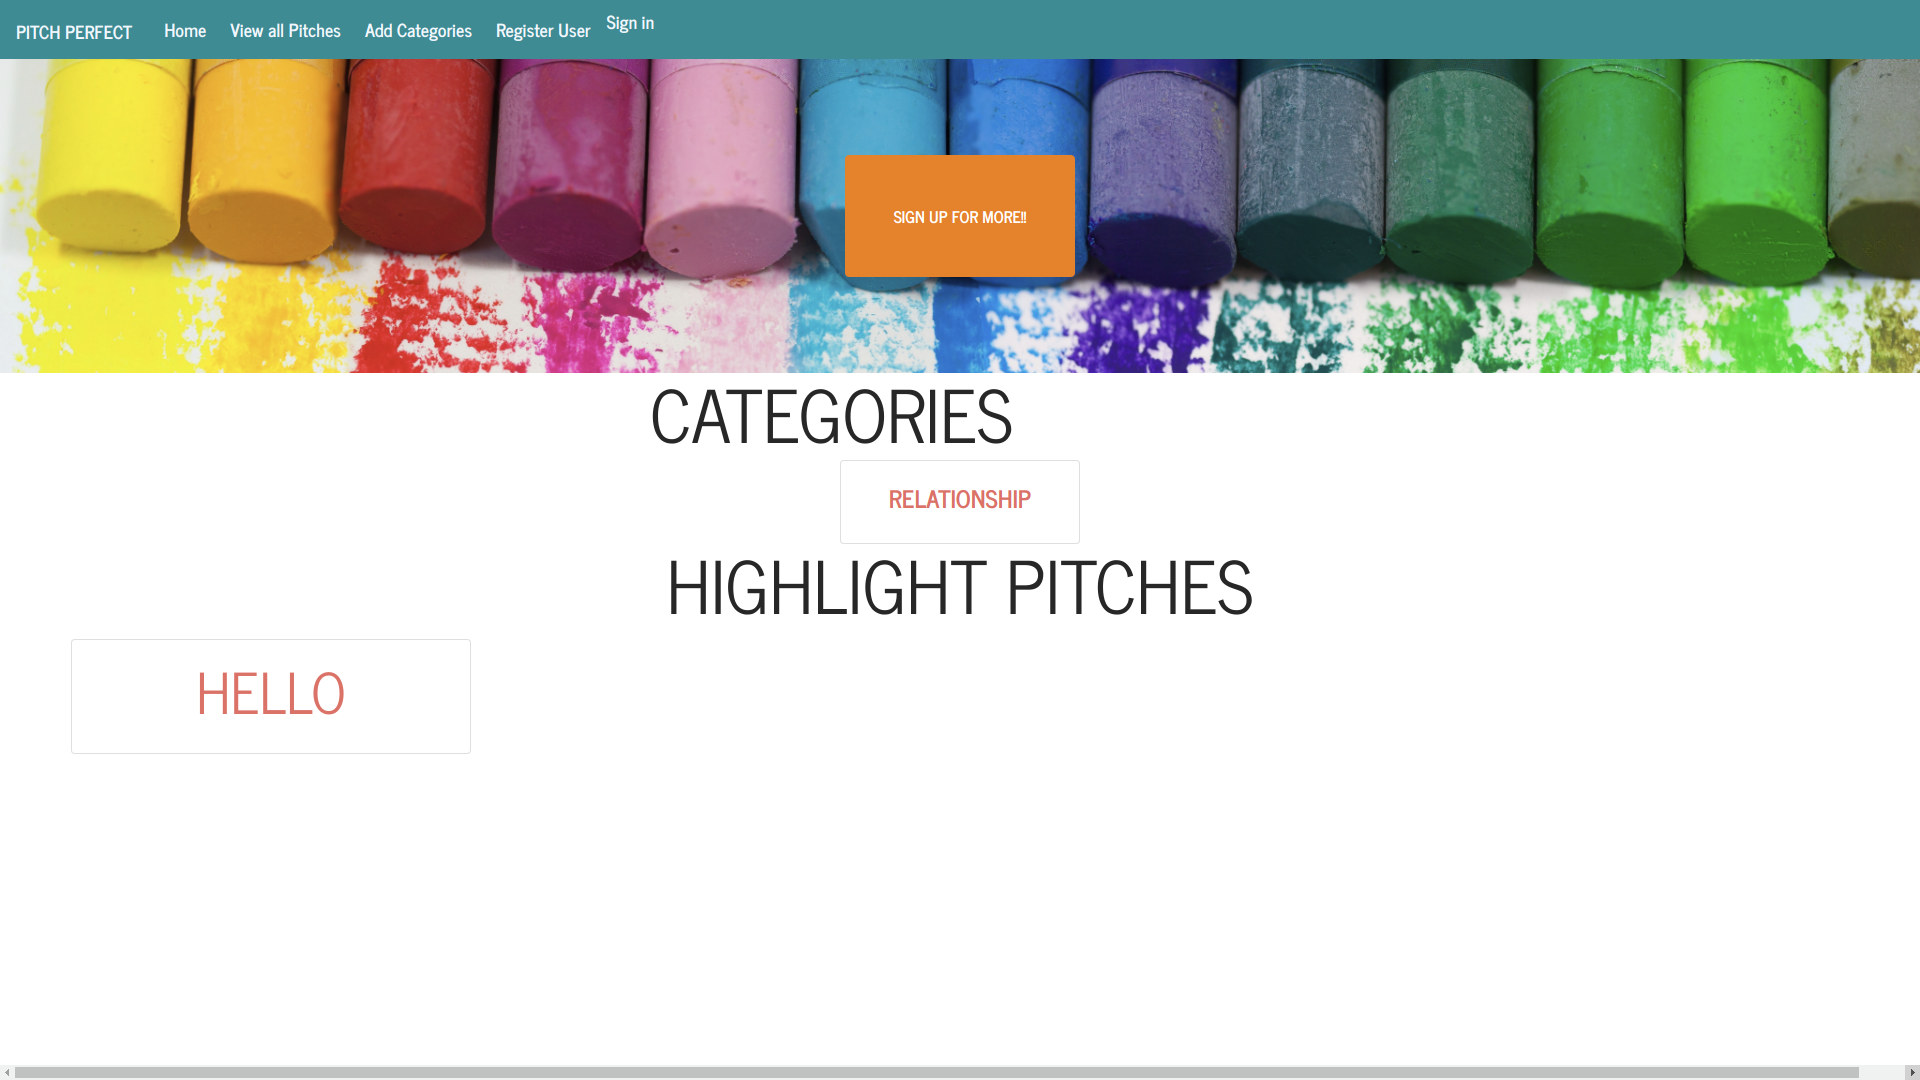 PITCH PERFECT Home View all Pitches Add Categories Register User Sign in
SIGN UP FOR MORE!!
CATEGORIES
RELATIONSHIP
HIGHLIGHT PITCHES
HELLO